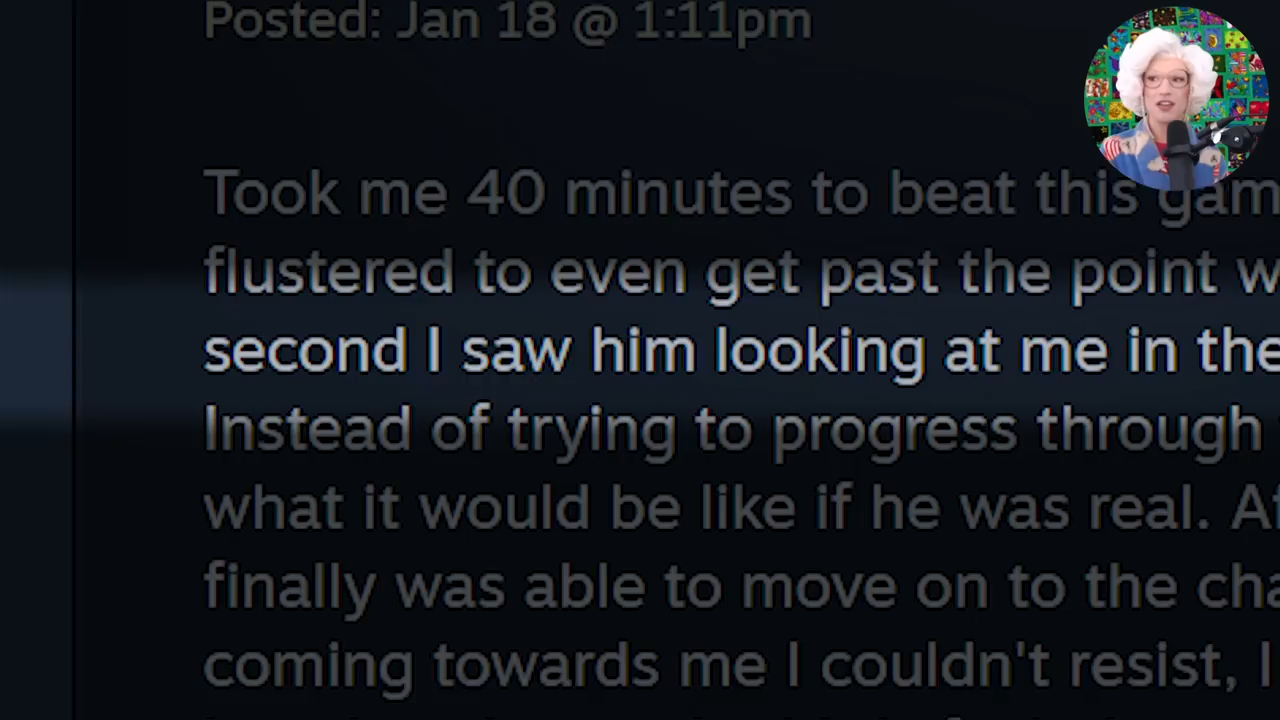 Posted: Jan 18 @ 1:11pm
Took me 40 minutes to beat this
flustered to even get past the point
second I saw him looking at me in the
Instead of trying to progress through
what it would be like if he was real.
finally was able to move on to the
coming towards me I couldn't resist,